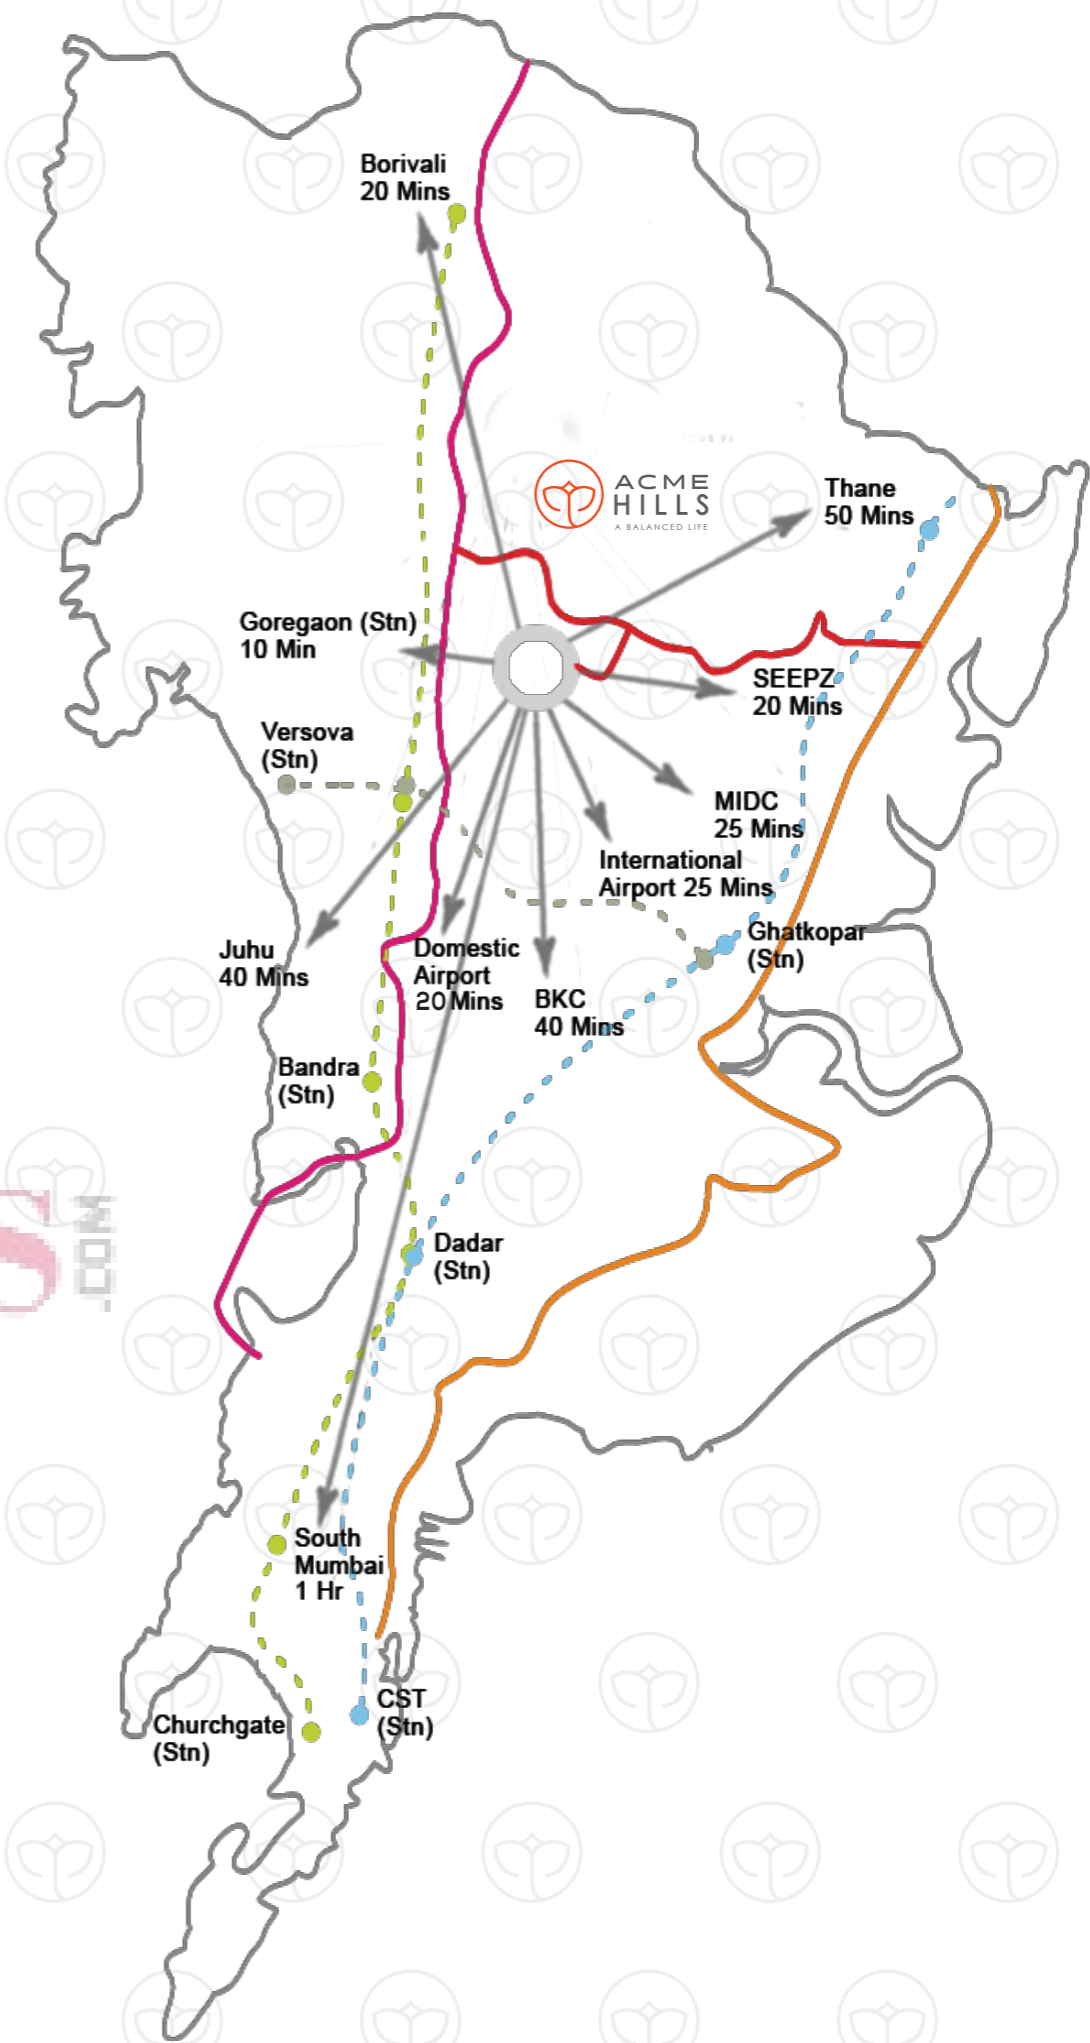 Borivali
20 Mins
ACME
HILLS
A BALANCED LIFE
Thane
50 Mins
Goregaon (Stn)
10 Min
SEEPZ
20 Mins
Versova
(Stn)
MIDC
25 Mins
International
Airport 25 Mins
Ghatkopar
(Stn)
Juhu
40 Mins
Domestic
Airport
20 Mins
BKC
40 Mins
Bandra
(Stn)
Dadar
(Stn)
South
Mumbai
1 Hr
CST
(Stn)
Churchgate
(Stn)